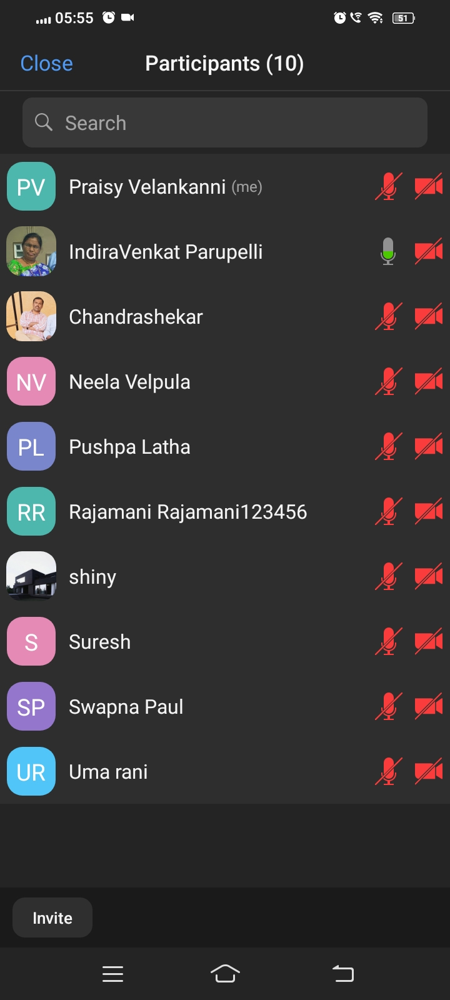 05:55
51
Close
Participants (10)
Search
PV Praisy Velankanni (me)
IndiraVenkat Parupelli
Chandrashekar
NV Neela Velpula
PL Pushpa Latha
RR Rajamani Rajamani123456
shiny
S Suresh
SP Swapna Paul
UR Uma rani
Invite